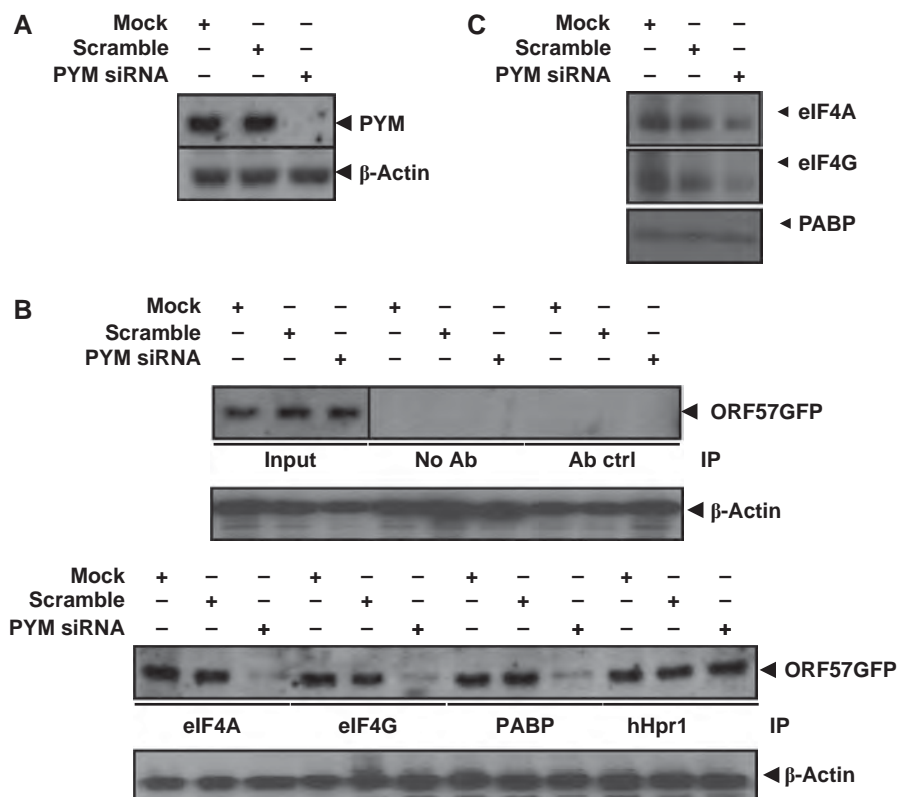 A
Mock + – –
Scramble – + –
PYM siRNA – – +
PYM
β-Actin
C
Mock + – –
Scramble – + –
PYM siRNA – – +
eIF4A
eIF4G
PABP
B
Mock + – – + – – + – –
Scramble – + – – + – – + –
PYM siRNA – – + – – + – – +
ORF57GFP
Input No Ab Ab ctrl IP
β-Actin
Mock + – – + – – + – – + – –
Scramble – + – – + – – + – – + –
PYM siRNA – – + – – + – – + – – +
ORF57GFP
eIF4A eIF4G PABP hHpr1 IP
β-Actin